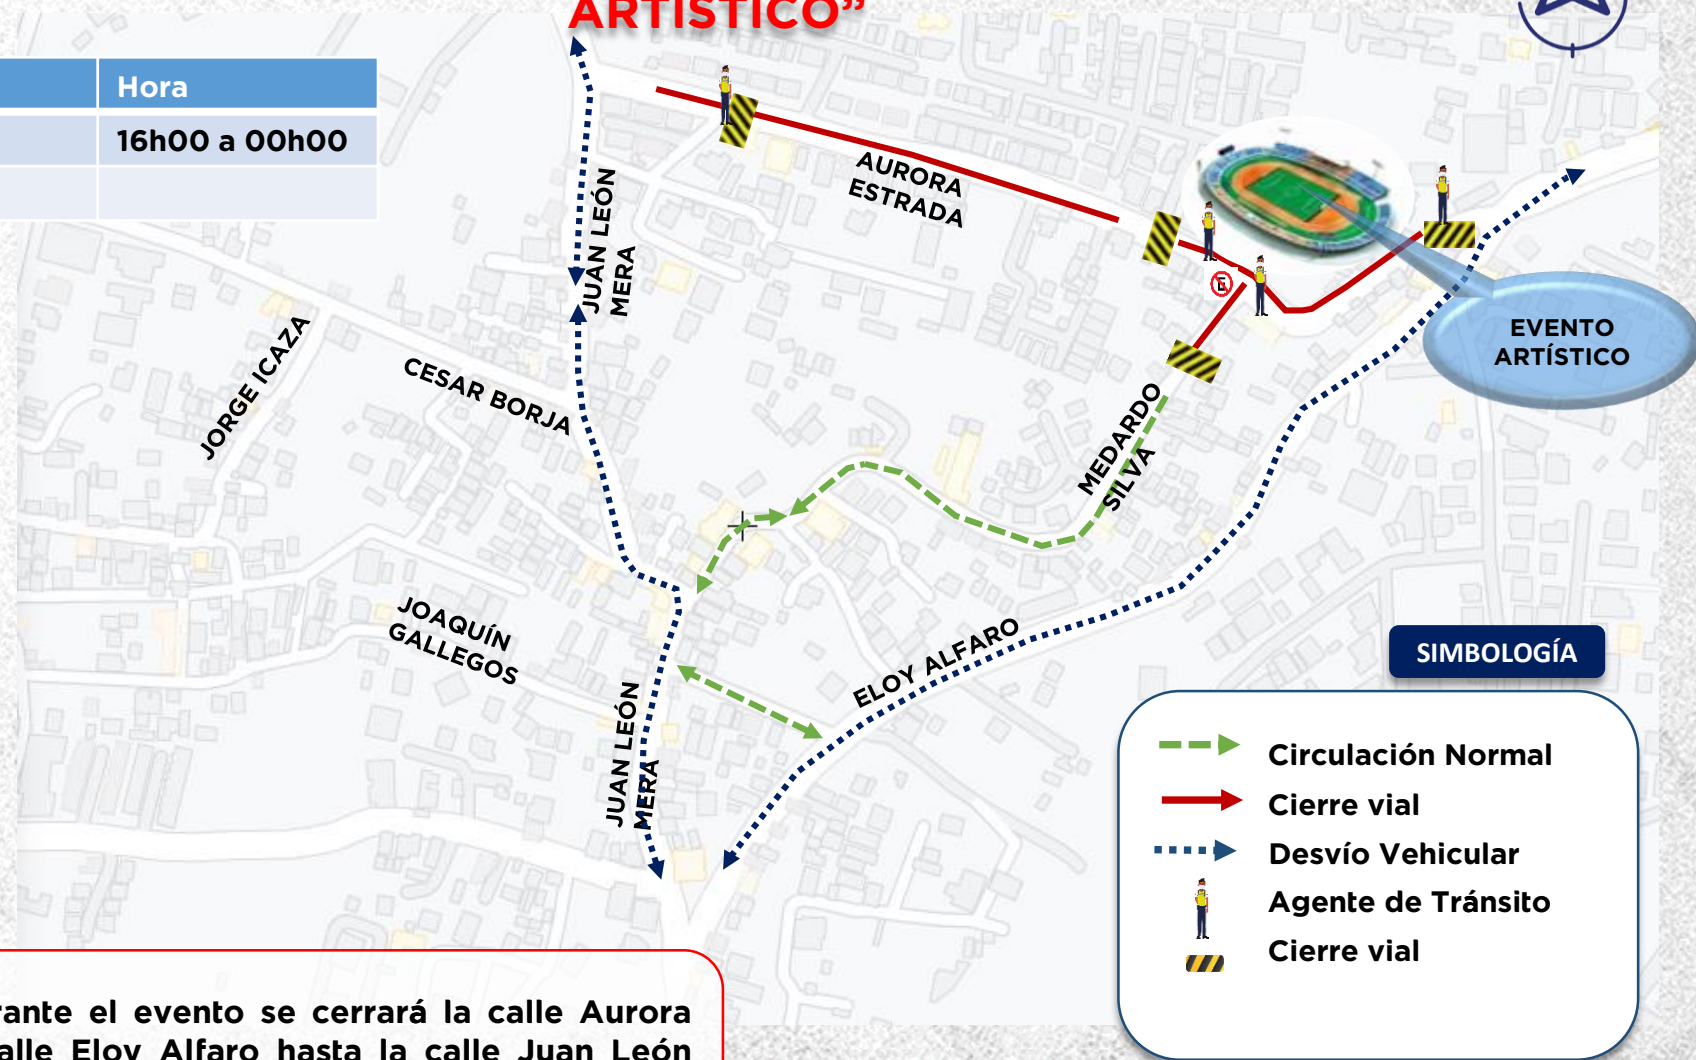 ARTÍSTICO”
Hora
16h00 a 00h00
AURORA
ESTRADA
JUAN LEÓN
MERA
EVENTO
ARTÍSTICO
JORGE ICAZA
CESAR BORJA
MEDARDO
SILVA
JOAQUÍN
GALLEGOS
ELOY ALFARO
JUAN LEÓN
MERA
SIMBOLOGÍA
Circulación Normal
Cierre vial
Desvío Vehicular
Agente de Tránsito
Cierre vial
rante el evento se cerrará la calle Aurora
alle Eloy Alfaro hasta la calle Juan León